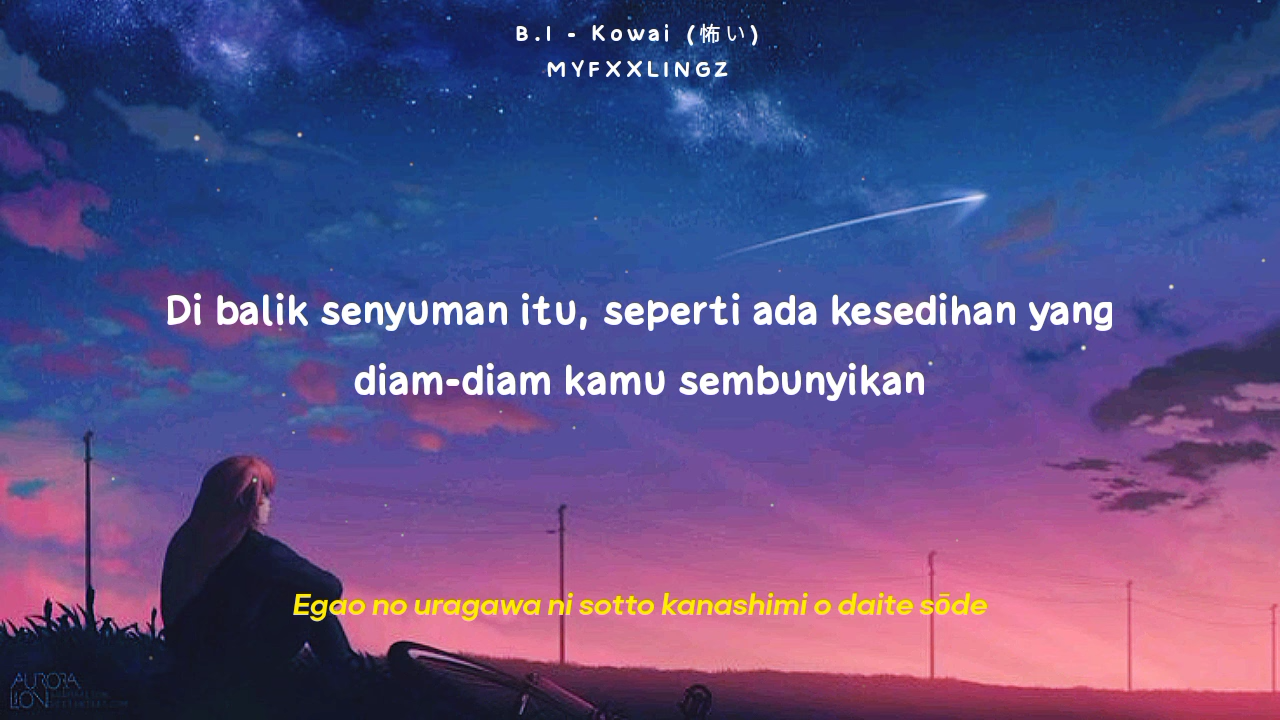 B.I - Kowai (怖い)
MYFXXLINGZ
Di balik senyuman itu, seperti ada kesedihan yang
diam-diam kamu sembunyikan
Egao no uragawa ni sotto kanashimi o daite sōde
AURORA
LION